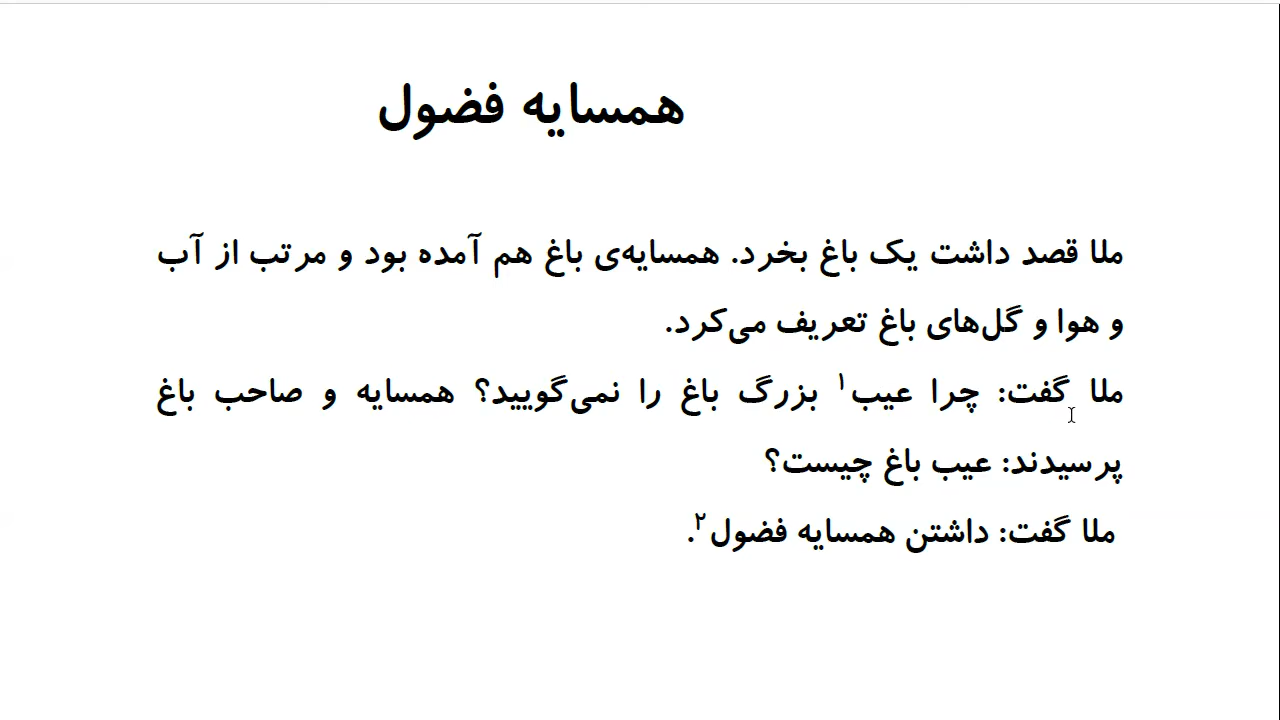 همسایه فضول
ملا قصد داشت یک باغ بخرد. همسایه‌ی باغ هم آمده بود و مرتب از آب
و هوا و گل‌های باغ تعریف می‌کرد.
ملا گفت: چرا عیب۱ بزرگ باغ را نمی‌گویید؟ همسایه و صاحب باغ
پرسیدند: عیب باغ چیست؟
ملا گفت: داشتن همسایه فضول۲.